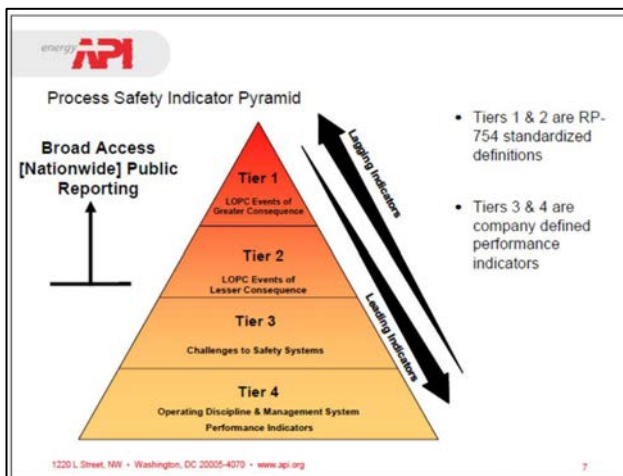 energy API
Process Safety Indicator Pyramid
Broad Access
[Nationwide] Public
Reporting
Tier 1
LOPC Events of
Greater Consequence
Tier 2
LOPC Events of
Lesser Consequence
Tier 3
Challenges to Safety Systems
Tier 4
Operating Discipline & Management System
Performance Indicators
Lagging Indicators
Leading Indicators
• Tiers 1 & 2 are RP-
754 standardized
definitions
• Tiers 3 & 4 are
company defined
performance
indicators
1220 L Street, NW • Washington, DC 20005-4070 • www.api.org
7